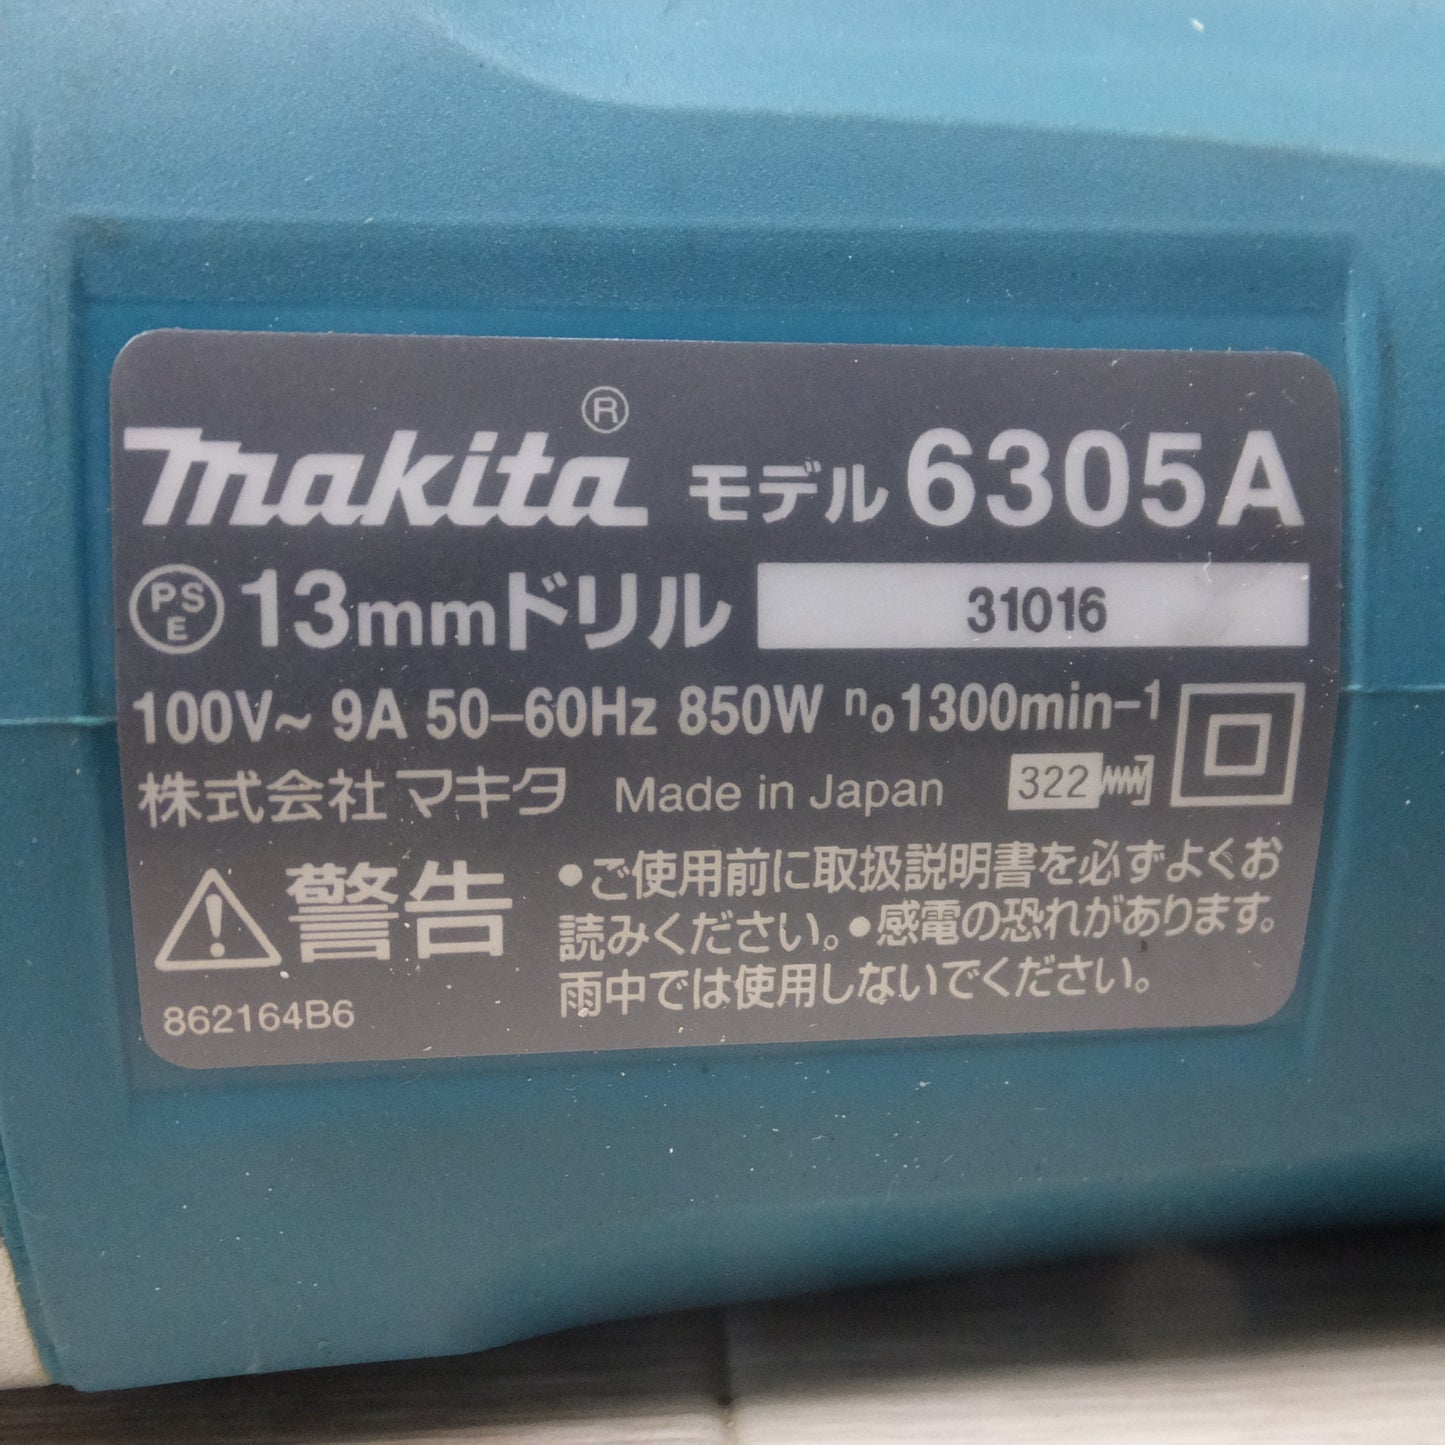 makita® モデル 6305A
PSE 13mmドリル 31016
100V~ 9A 50-60Hz 850W n₀1300min-1
株式会社マキタ Made in Japan 322
警告 •ご使用前に取扱説明書を必ずよくお
読みください。•感電の恐れがあります。
雨中では使用しないでください。
862164B6